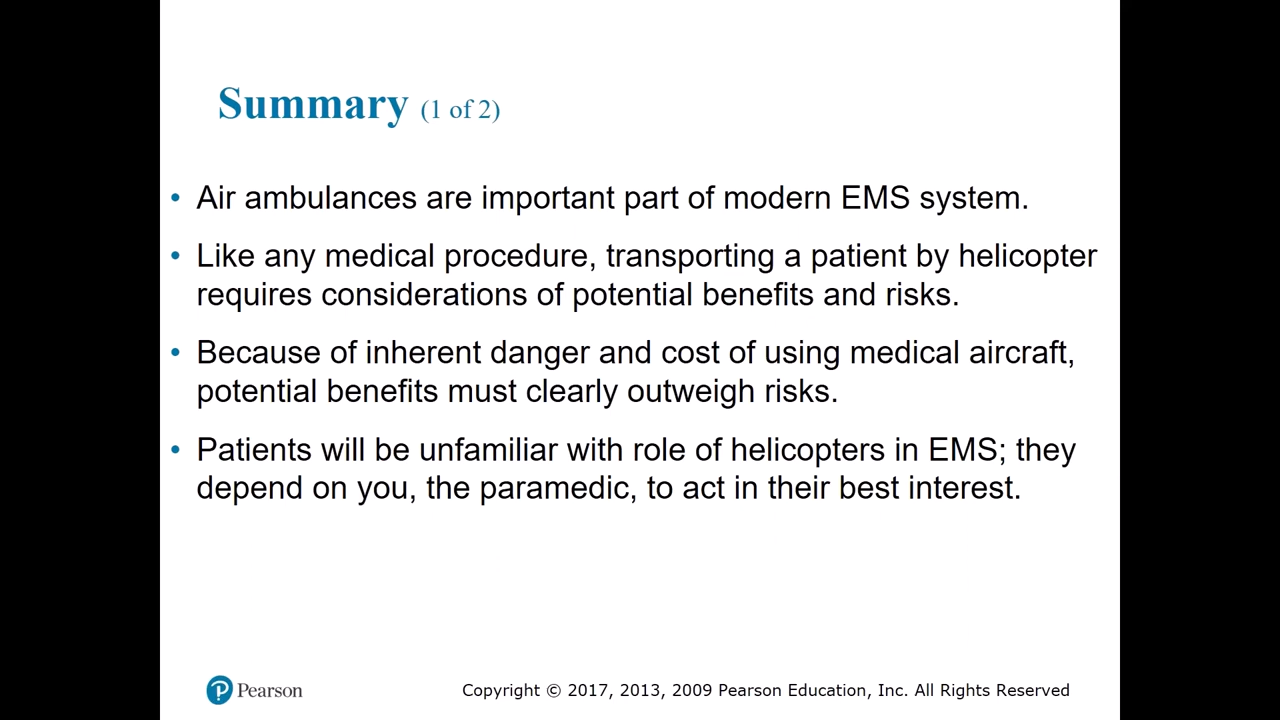 Summary (1 of 2)
• Air ambulances are important part of modern EMS system.
• Like any medical procedure, transporting a patient by helicopter
requires considerations of potential benefits and risks.
• Because of inherent danger and cost of using medical aircraft,
potential benefits must clearly outweigh risks.
• Patients will be unfamiliar with role of helicopters in EMS; they
depend on you, the paramedic, to act in their best interest.
P Pearson
Copyright © 2017, 2013, 2009 Pearson Education, Inc. All Rights Reserved